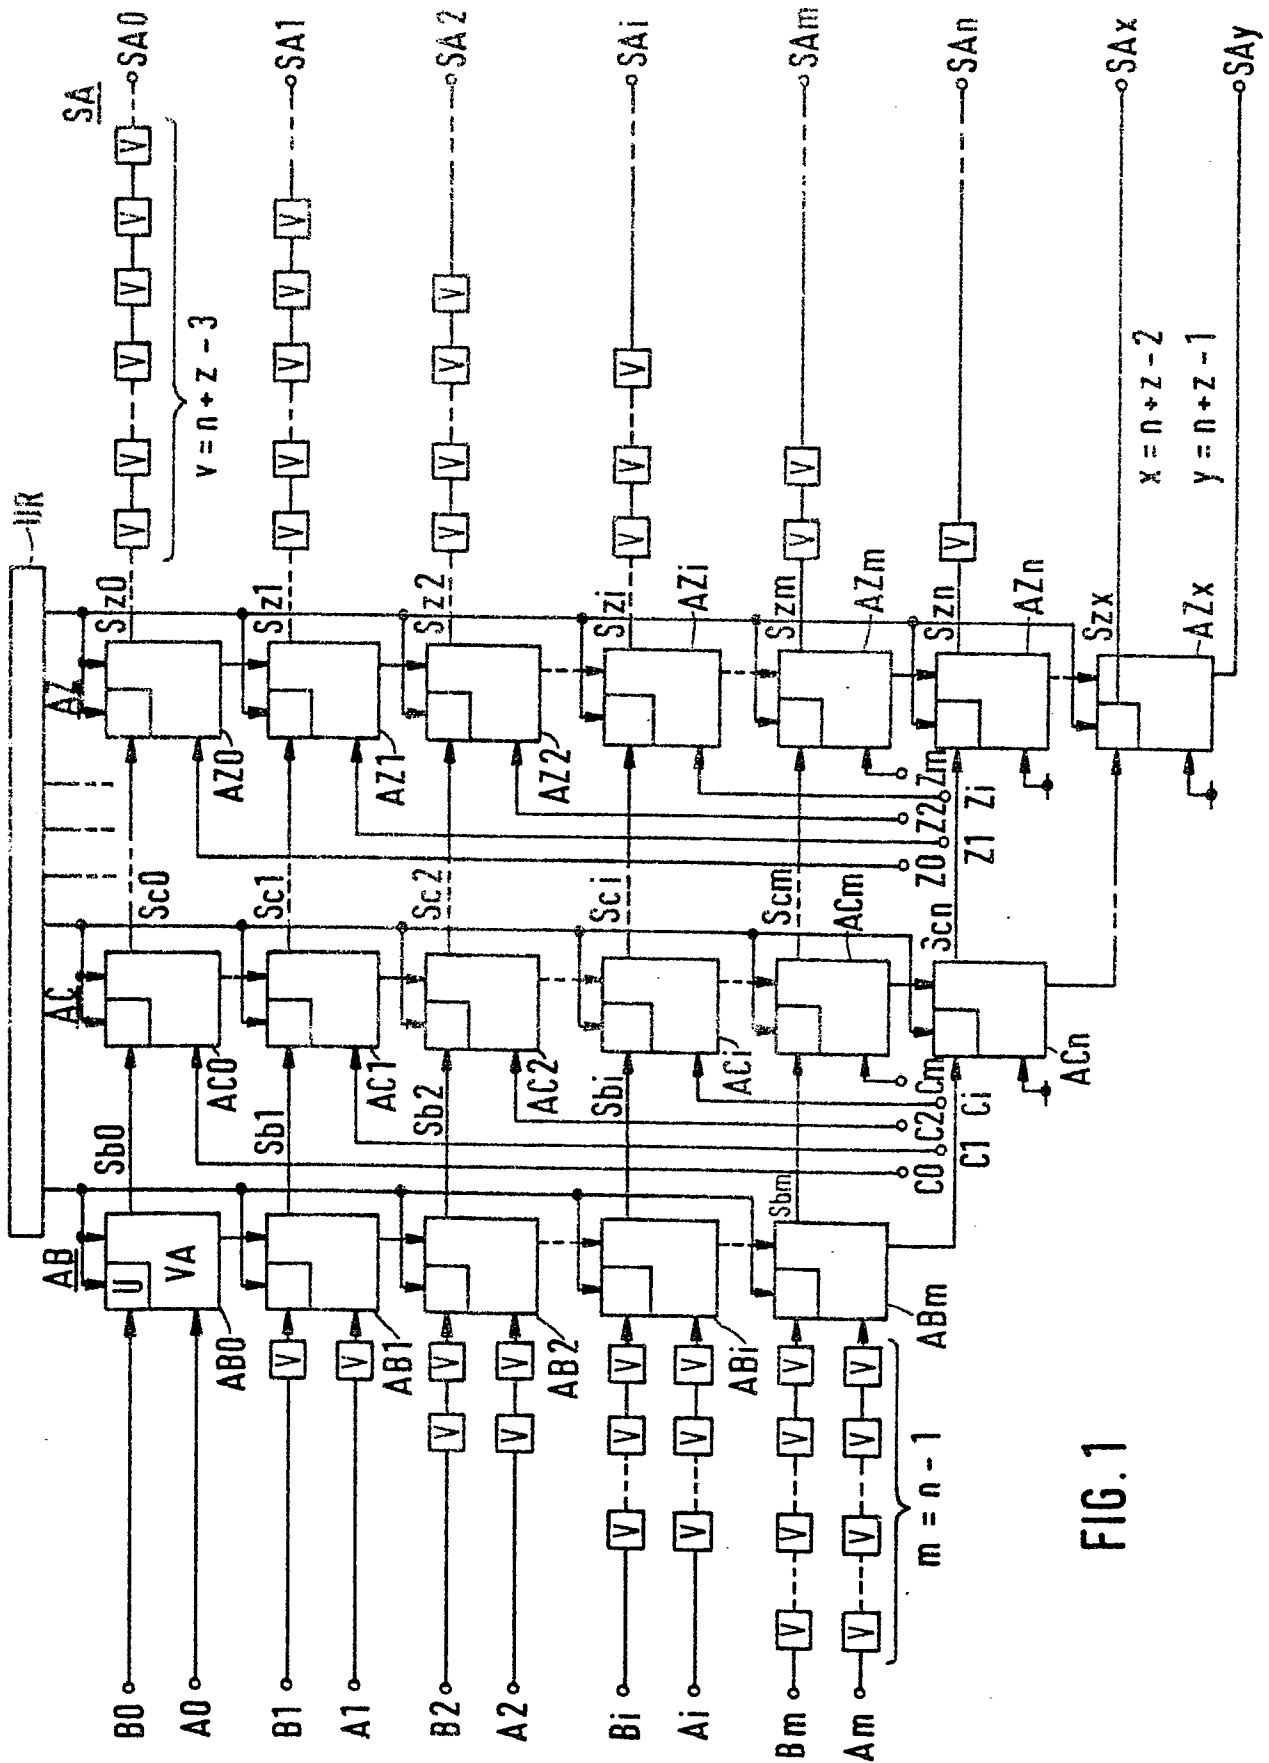 SA
SA0
SA1
SA2
SAi
SAm
SAn
SAx
SAy
V V V V V V
v = n + z - 3
V V V V V
V V V
V V V
V V
V
x = n + z - 2
y = n + z - 1
UR
AZ
Sz0
Sz1
Sz2
Szi
Szm
Szn
Szx
AZ0
AZ1
AZ2
AZi
AZm
AZn
AZx
Z0
Z1
Z2
Zi
Zm
AC
Sc0
Sc1
Sc2
Sci
Scm
Scn
AC0
AC1
AC2
ACi
ACm
ACn
C0
C1
C2
Ci
Cm
AB
Sb0
Sb1
Sb2
Sbi
Sbm
U
VA
AB0
AB1
AB2
ABi
ABm
V
V
V V
V V
V V V
V V V
V V V V
V V V V
m = n - 1
B0
A0
B1
A1
B2
A2
Bi
Ai
Bm
Am
FIG. 1